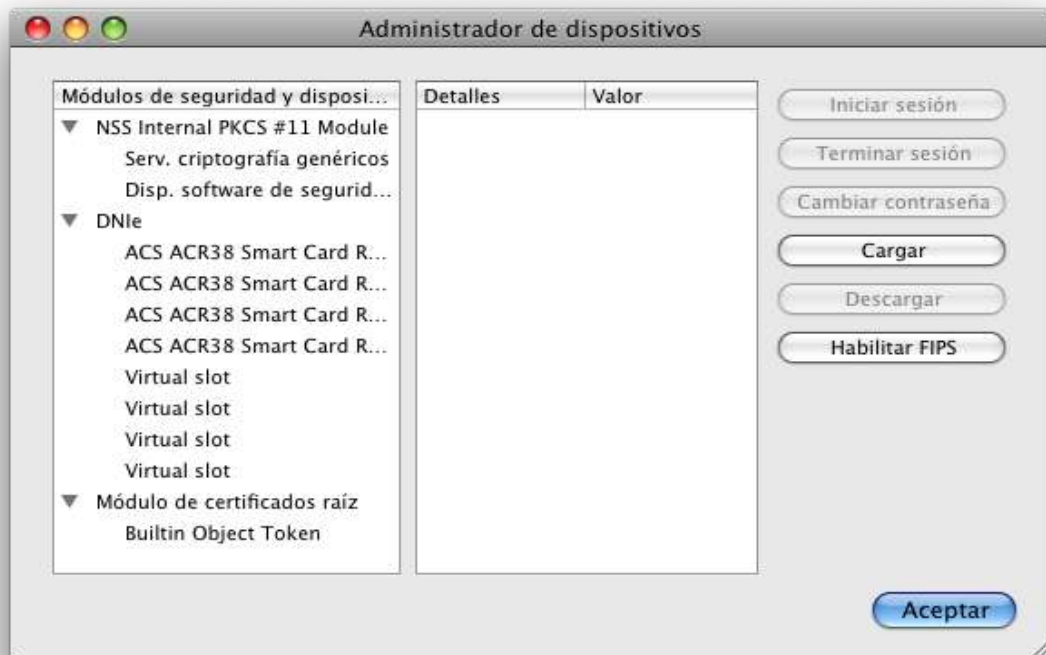 Administrador de dispositivos
Módulos de seguridad y disposi...
Detalles
Valor
NSS Internal PKCS #11 Module
Serv. criptografía genéricos
Disp. software de segurid...
DNIe
ACS ACR38 Smart Card R...
ACS ACR38 Smart Card R...
ACS ACR38 Smart Card R...
ACS ACR38 Smart Card R...
Virtual slot
Virtual slot
Virtual slot
Virtual slot
Módulo de certificados raíz
Builtin Object Token
Iniciar sesión
Terminar sesión
Cambiar contraseña
Cargar
Descargar
Habilitar FIPS
Aceptar